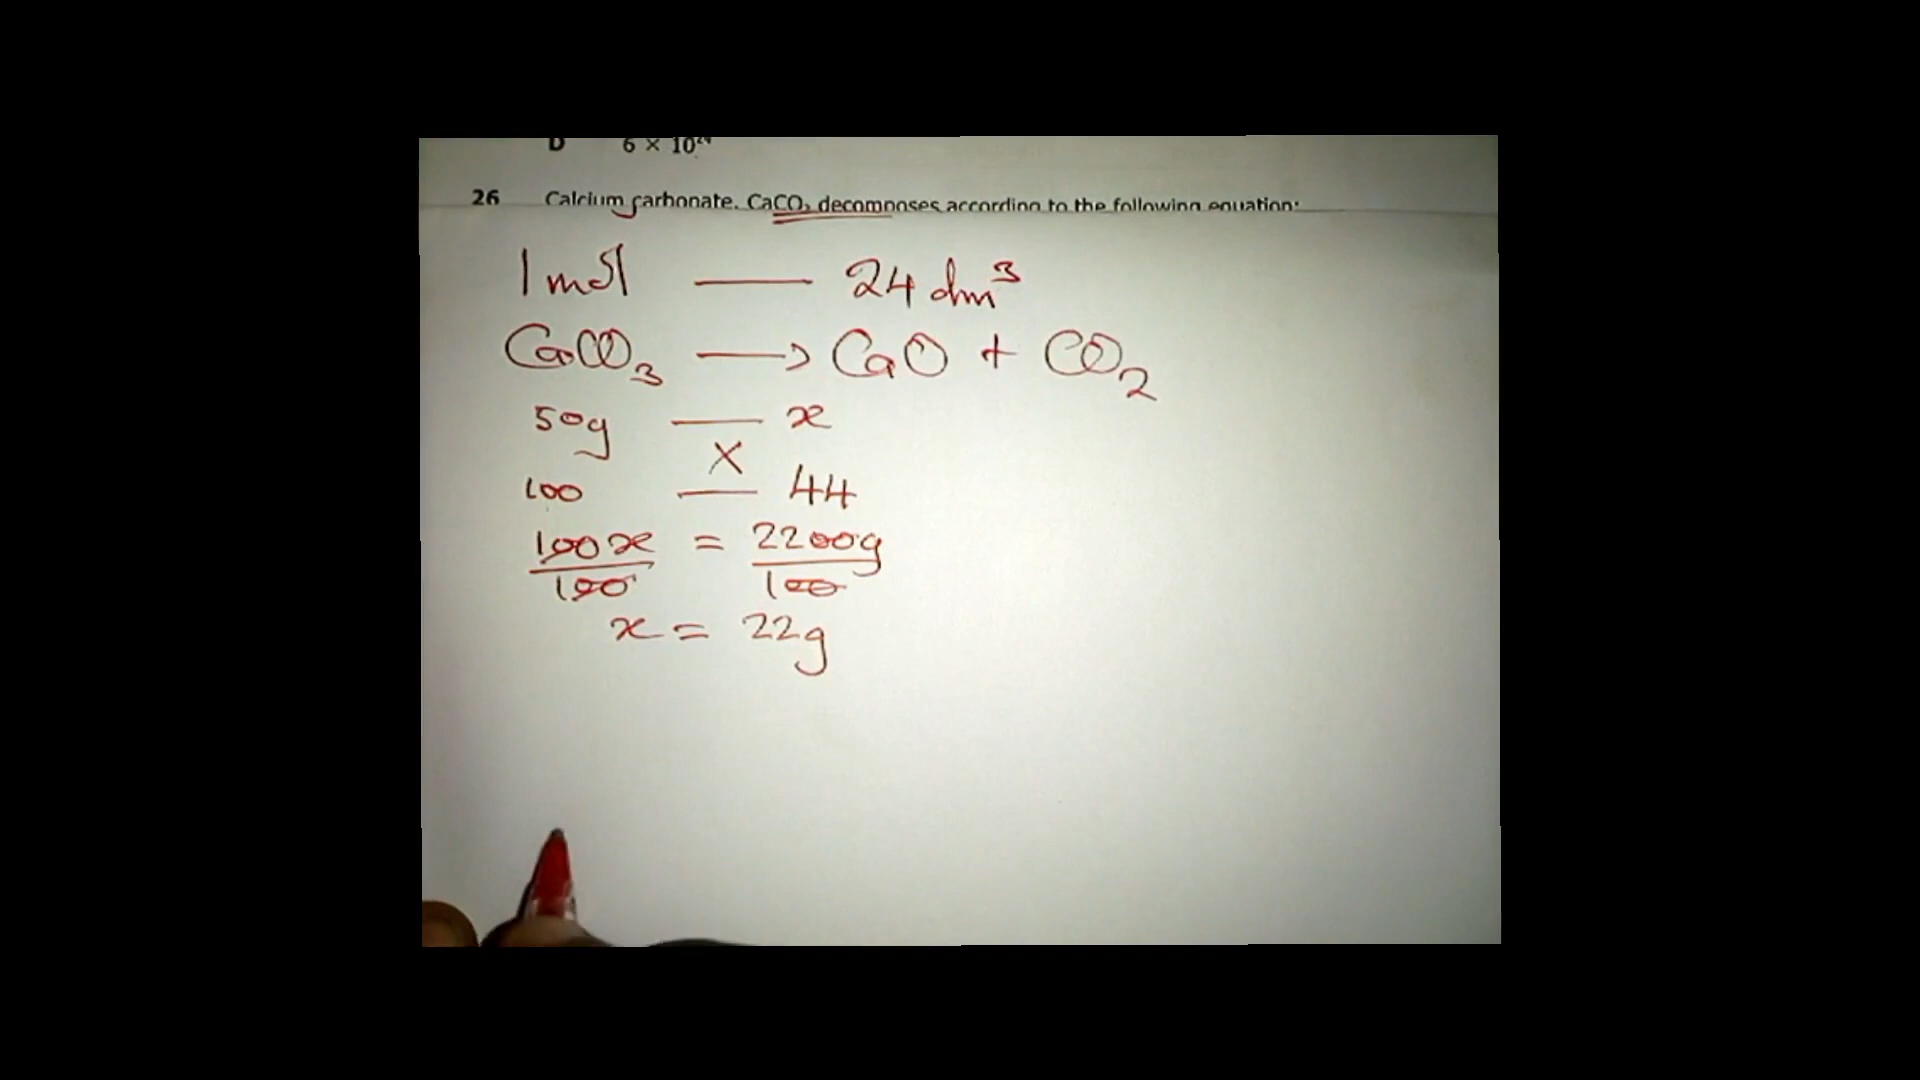 D 6 × 10²⁴
26 Calcium carbonate, CaCO₃ decomposes according to the following equation:
1 mol — 24 dm³
CaCO₃ → CaO + CO₂
50g — x
X
100 — 44
100x = 2200g
100 100
x = 22g